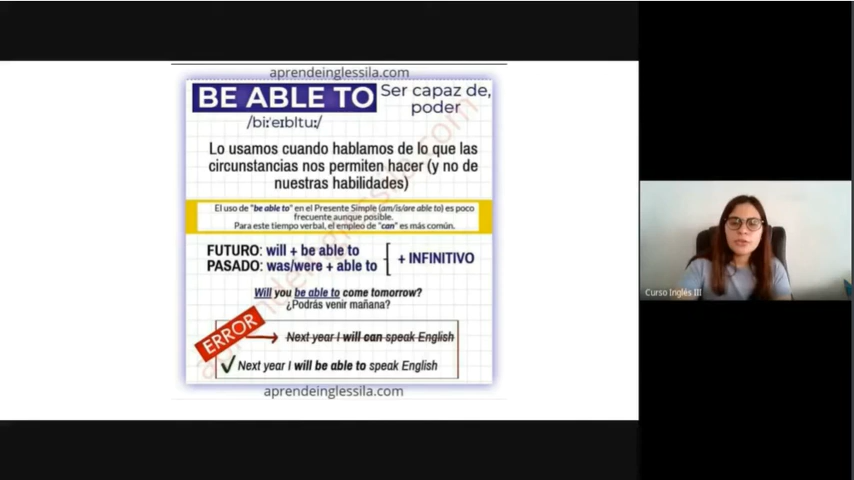 aprendeinglessila.com
BE ABLE TO
Ser capaz de,
poder
/biːeɪbltuː/
Lo usamos cuando hablamos de lo que las
circunstancias nos permiten hacer (y no de
nuestras habilidades)
El uso de "be able to" en el Presente Simple (am/is/are able to) es poco
frecuente aunque posible.
Para este tiempo verbal, el empleo de "can" es más común.
FUTURO: will + be able to
PASADO: was/were + able to
+ INFINITIVO
Will you be able to come tomorrow?
¿Podrás venir mañana?
ERROR
Next year I will can speak English
Next year I will be able to speak English
aprendeinglessila.com
aprendeinglessila.com
Curso Inglés III